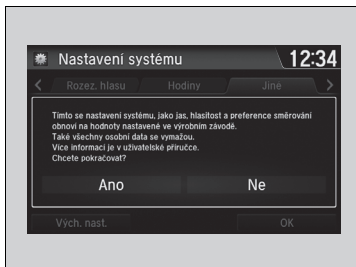 Nastavení systému 12:34
Rozez. hlasu Hodiny Jine
Timto se nastavení systému, jako jas, hlasitost a preference směrování
obnoví na hodnoty nastavené ve výrobním závodě.
Také všechny osobní data se vymažou.
Více informací je v uživatelské příručce.
Chcete pokračovat?
Ano Ne
Vých. nast. OK